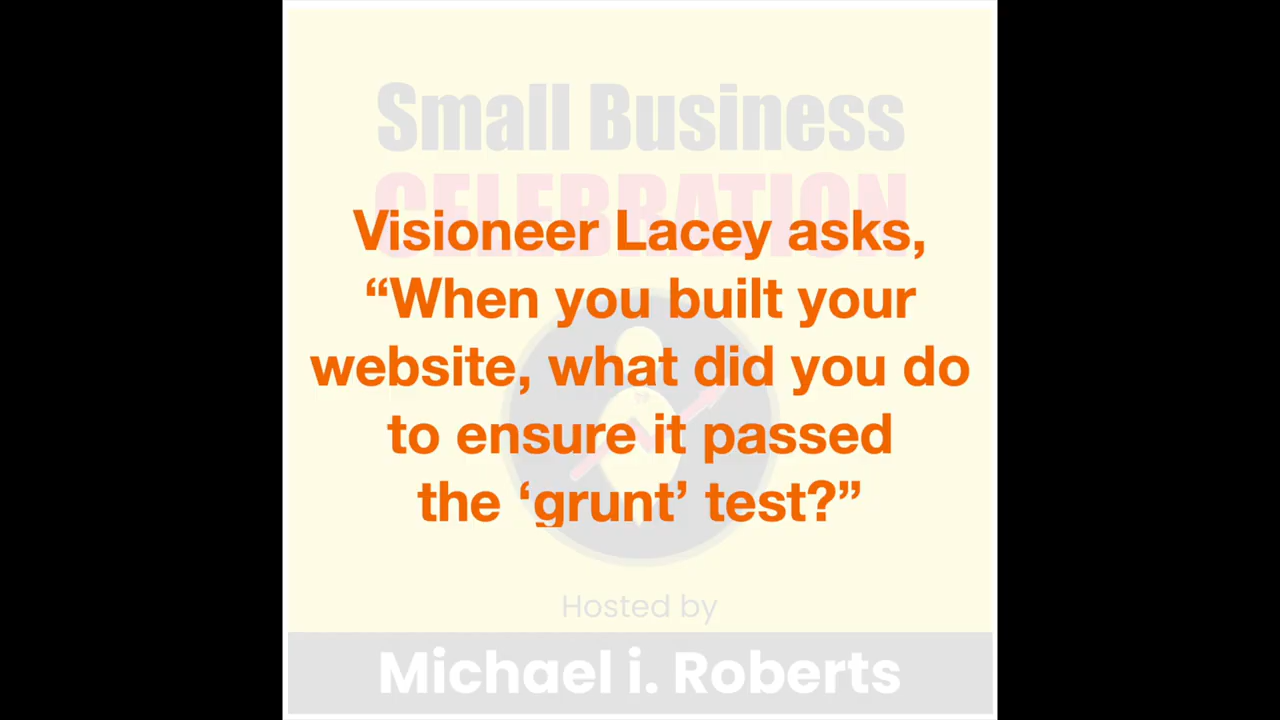 Small Business
CELEBRATION
Visioneer Lacey asks,
“When you built your
website, what did you do
to ensure it passed
the ‘grunt’ test?”
Hosted by
Michael i. Roberts